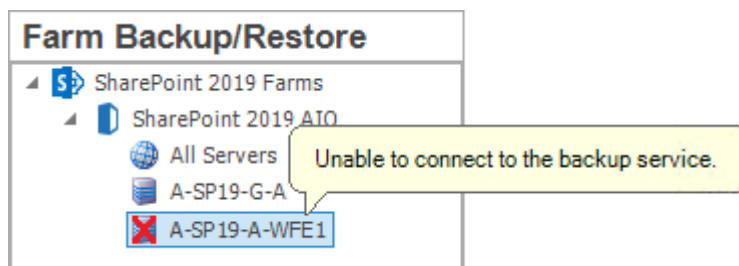 Farm Backup/Restore
SharePoint 2019 Farms
SharePoint 2019 AIO
All Servers
Unable to connect to the backup service.
A-SP19-G-A
A-SP19-A-WFE1